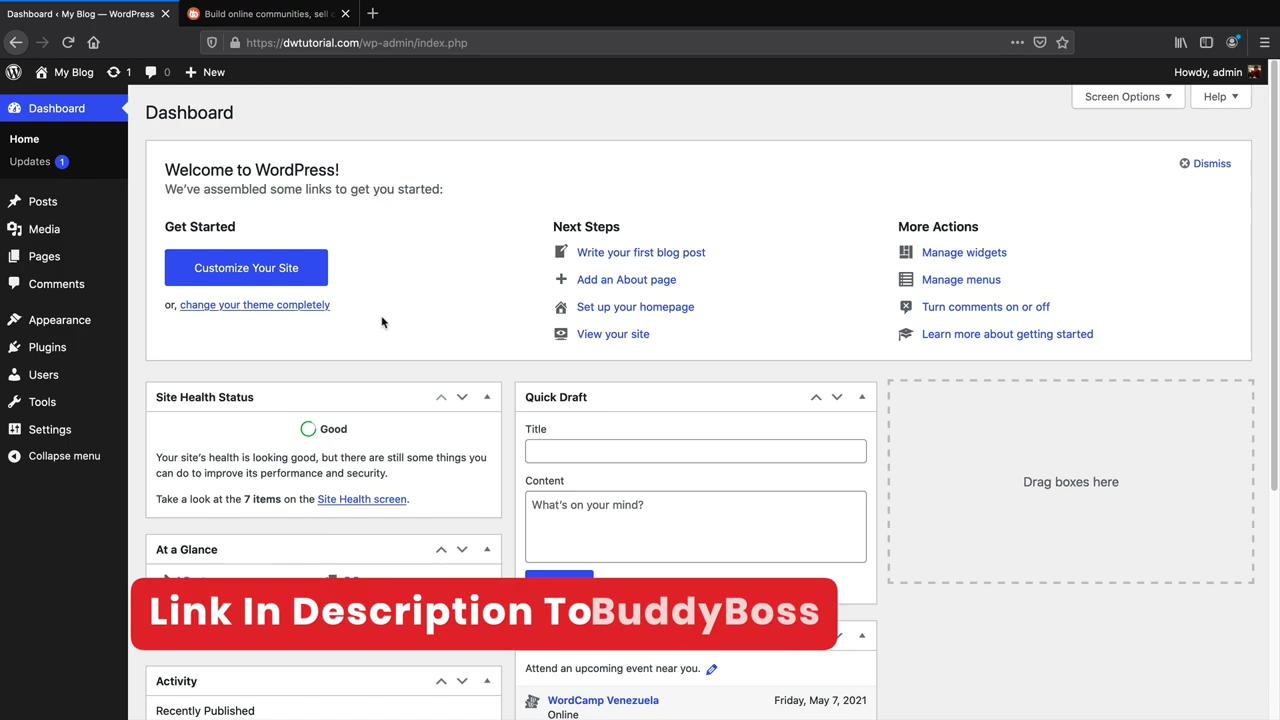 Dashboard ‹ My Blog — WordPress
Build online communities, sell c
https://dwtutorial.com/wp-admin/index.php
My Blog
1
0
New
Howdy, admin
Dashboard
Home
Updates 1
Posts
Media
Pages
Comments
Appearance
Plugins
Users
Tools
Settings
Collapse menu
Dashboard
Screen Options
Help
Welcome to WordPress!
We've assembled some links to get you started:
Dismiss
Get Started
Customize Your Site
or, change your theme completely
Next Steps
Write your first blog post
Add an About page
Set up your homepage
View your site
More Actions
Manage widgets
Manage menus
Turn comments on or off
Learn more about getting started
Site Health Status
Good
Your site's health is looking good, but there are still some things you
can do to improve its performance and security.
Take a look at the 7 items on the Site Health screen.
At a Glance
Activity
Recently Published
Quick Draft
Title
Content
What's on your mind?
Drag boxes here
Link In Description To BuddyBoss
Attend an upcoming event near you.
WordCamp Venezuela
Online
Friday, May 7, 2021